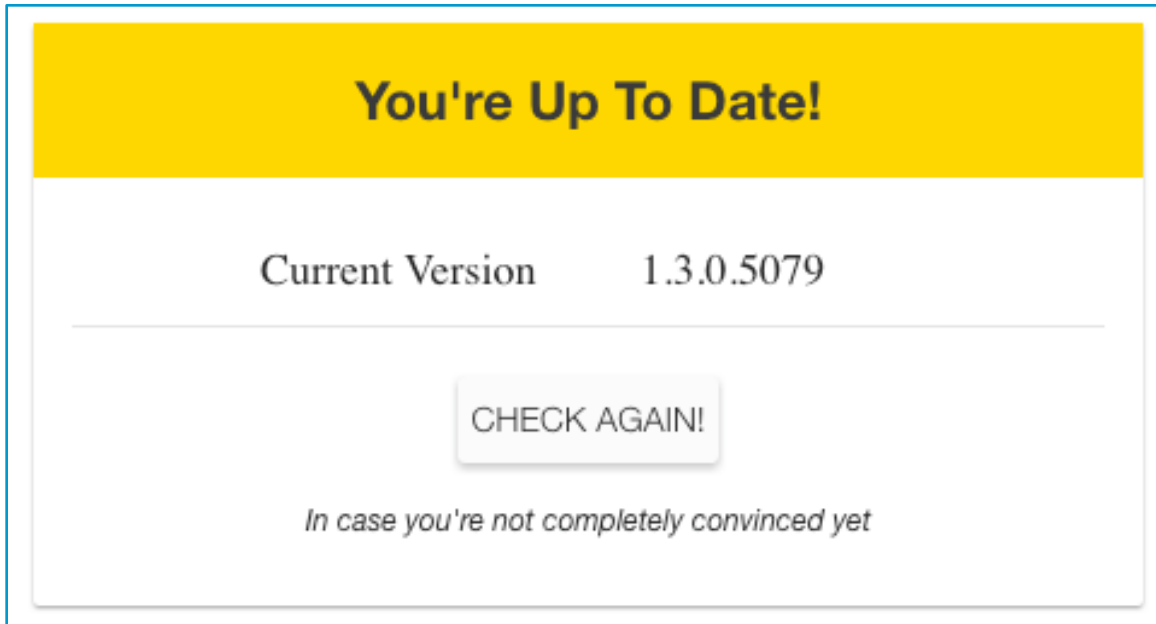 You're Up To Date!
Current Version 1.3.0.5079
CHECK AGAIN!
In case you're not completely convinced yet